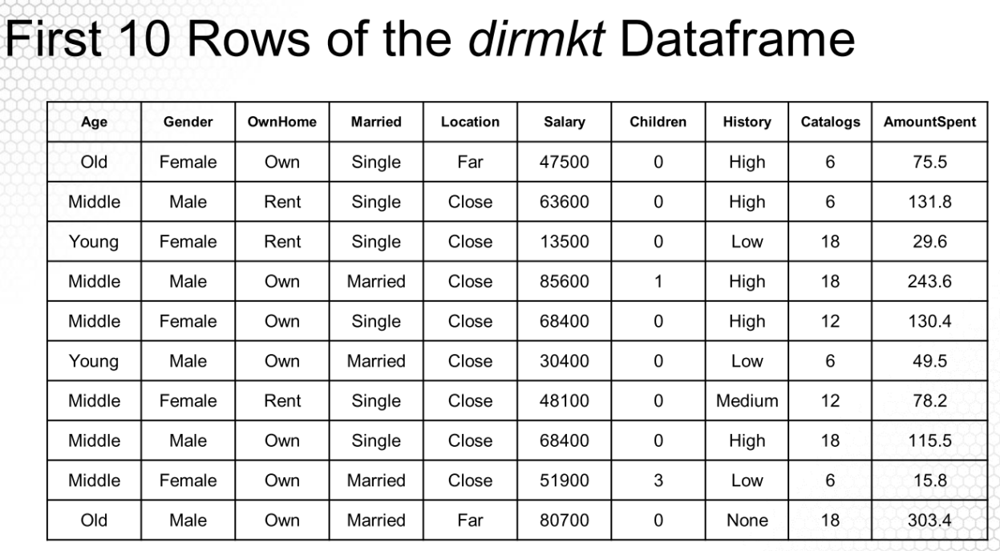 First 10 Rows of the dirmkt Dataframe
Age Gender OwnHome Married Location Salary Children History Catalogs AmountSpent
Old Female Own Single Far 47500 0 High 6 75.5
Middle Male Rent Single Close 63600 0 High 6 131.8
Young Female Rent Single Close 13500 0 Low 18 29.6
Middle Male Own Married Close 85600 1 High 18 243.6
Middle Female Own Single Close 68400 0 High 12 130.4
Young Male Own Married Close 30400 0 Low 6 49.5
Middle Female Rent Single Close 48100 0 Medium 12 78.2
Middle Male Own Single Close 68400 0 High 18 115.5
Middle Female Own Married Close 51900 3 Low 6 15.8
Old Male Own Married Far 80700 0 None 18 303.4